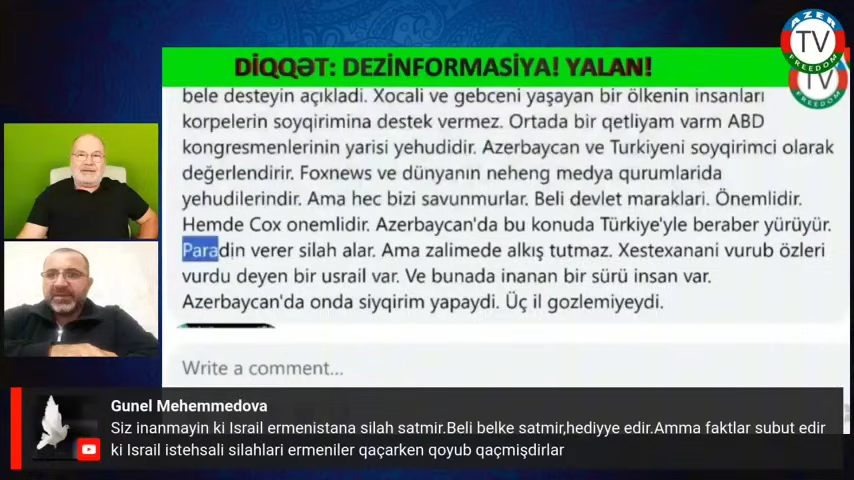 AZER
TV
FREEDOM
TV
FREEDOM
DİQQƏT: DEZİNFORMASİYA! YALAN!
bele desteyin açıkladi. Xocali ve gebceni yaşayan bir ölkenin insanları
korpelerin soyqirimina destek vermez. Ortada bir qetliyam varm ABD
kongresmenlerinin yarisi yehudidir. Azerbaycan ve Turkiyeni soyqirimci olarak
değerlendirir. Foxnews ve dünyanın neheng medya qurumlarida
yehudilerindir. Ama hec bizi savunmurlar. Beli devlet maraklari. Önemlidir.
Hemde Cox onemlidir. Azerbaycan'da bu konuda Türkiye'yle beraber yürüyür.
Paradin verer silah alar. Ama zalimede alkış tutmaz. Xestexanani vurub özleri
vurdu deyen bir usrail var. Ve bunada inanan bir sürü insan var.
Azerbaycan'da onda siyqirim yapaydi. Üç il gozlemiyeydi.
Write a comment...
Gunel Mehemmedova
Siz inanmayin ki Israil ermenistana silah satmir.Beli belke satmir,hediyye edir.Amma faktlar subut edir
ki Israil istehsali silahlari ermeniler qaçarken qoyub qaçmişdirlar